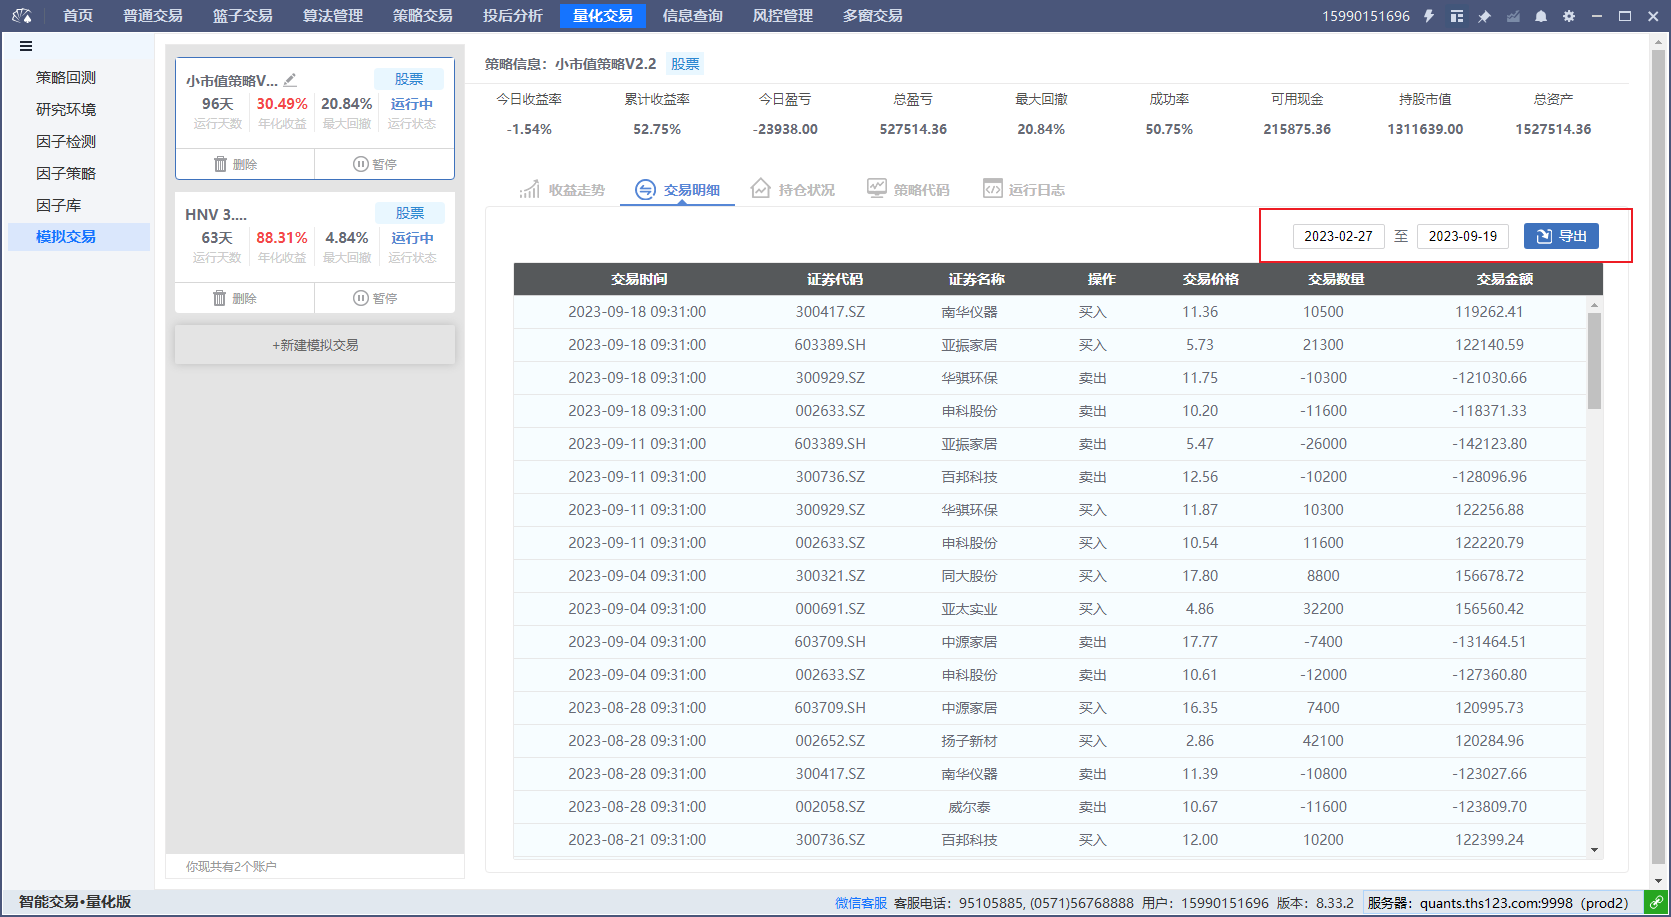 首页 普通交易 篮子交易 算法管理 策略交易 投后分析 量化交易 信息查询 风控管理 多窗交易 15990151696
策略回测
研究环境
因子检测
因子策略
因子库
模拟交易
小市值策略V... 股票
96天 30.49% 20.84% 运行中
运行天数 年化收益 最大回撤 运行状态
删除 暂停
HNV 3.... 股票
63天 88.31% 4.84% 运行中
运行天数 年化收益 最大回撤 运行状态
删除 暂停
+新建模拟交易
你现共有2个账户
策略信息：小市值策略V2.2 股票
今日收益率 累计收益率 今日盈亏 总盈亏 最大回撤 成功率 可用现金 持股市值 总资产
-1.54% 52.75% -23938.00 527514.36 20.84% 50.75% 215875.36 1311639.00 1527514.36
收益走势 交易明细 持仓状况 策略代码 运行日志
2023-02-27 至 2023-09-19 导出
交易时间 证券代码 证券名称 操作 交易价格 交易数量 交易金额
2023-09-18 09:31:00 300417.SZ 南华仪器 买入 11.36 10500 119262.41
2023-09-18 09:31:00 603389.SH 亚振家居 买入 5.73 21300 122140.59
2023-09-18 09:31:00 300929.SZ 华骐环保 卖出 11.75 -10300 -121030.66
2023-09-18 09:31:00 002633.SZ 申科股份 卖出 10.20 -11600 -118371.33
2023-09-11 09:31:00 603389.SH 亚振家居 卖出 5.47 -26000 -142123.80
2023-09-11 09:31:00 300736.SZ 百邦科技 卖出 12.56 -10200 -128096.96
2023-09-11 09:31:00 300929.SZ 华骐环保 买入 11.87 10300 122256.88
2023-09-11 09:31:00 002633.SZ 申科股份 买入 10.54 11600 122220.79
2023-09-04 09:31:00 300321.SZ 同大股份 买入 17.80 8800 156678.72
2023-09-04 09:31:00 000691.SZ 亚太实业 买入 4.86 32200 156560.42
2023-09-04 09:31:00 603709.SH 中源家居 卖出 17.77 -7400 -131464.51
2023-09-04 09:31:00 002633.SZ 申科股份 卖出 10.61 -12000 -127360.80
2023-08-28 09:31:00 603709.SH 中源家居 买入 16.35 7400 120995.73
2023-08-28 09:31:00 002652.SZ 扬子新材 买入 2.86 42100 120284.96
2023-08-28 09:31:00 300417.SZ 南华仪器 卖出 11.39 -10800 -123027.66
2023-08-28 09:31:00 002058.SZ 威尔泰 卖出 10.67 -11600 -123809.70
2023-08-21 09:31:00 300736.SZ 百邦科技 买入 12.00 10200 122399.24
智能交易•量化版 微信客服 客服电话：95105885, (0571)56768888 用户：15990151696 版本：8.33.2 服务器：quants.ths123.com:9998（prod2）